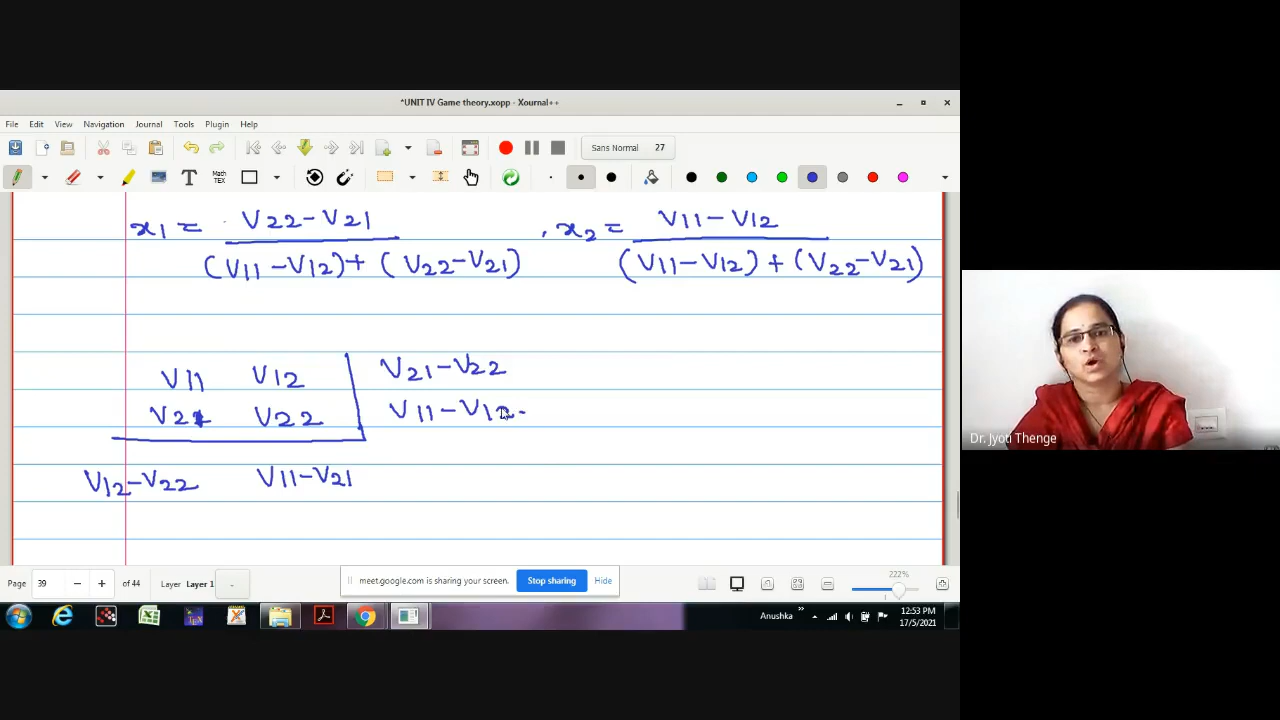 *UNIT IV Game theory.xopp - Xournal++
File Edit View Navigation Journal Tools Plugin Help
Sans Normal 27
x1 = V22-V21 / (V11-V12)+(V22-V21) , x2 = V11-V12 / (V11-V12)+(V22-V21)
V11 V12 V21-V22
V21 V22 V11-V12
V12-V22 V11-V21
Dr. Jyoti Thenge
Page 39 of 44 Layer Layer 1
meet.google.com is sharing your screen. Stop sharing Hide
222%
Anushka 12:53 PM
17/5/2021